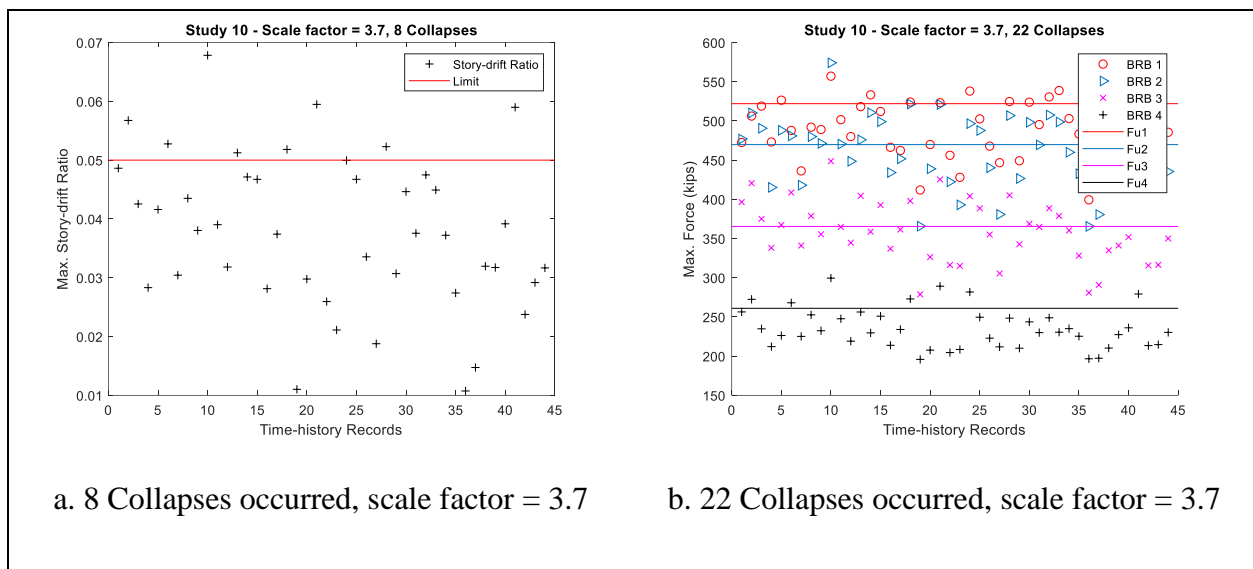 Study 10 - Scale factor = 3.7, 8 Collapses
0.07
0.06
0.05
0.04
0.03
0.02
0.01
Max. Story-drift Ratio
Story-drift Ratio
Limit
0 5 10 15 20 25 30 35 40 45
Time-history Records
a. 8 Collapses occurred, scale factor = 3.7
Study 10 - Scale factor = 3.7, 22 Collapses
600
550
500
450
400
350
300
250
200
150
Max. Force (kips)
BRB 1
BRB 2
BRB 3
BRB 4
Fu1
Fu2
Fu3
Fu4
0 5 10 15 20 25 30 35 40 45
Time-history Records
b. 22 Collapses occurred, scale factor = 3.7